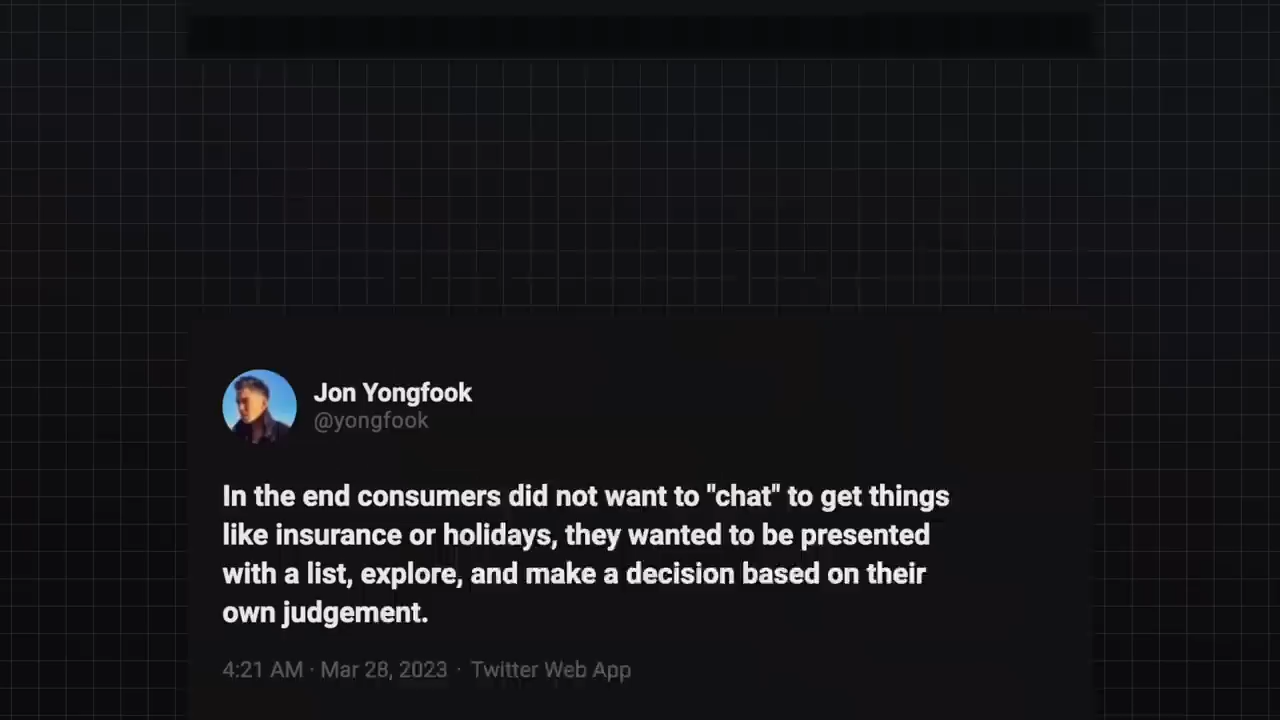 Jon Yongfook
@yongfook
In the end consumers did not want to "chat" to get things
like insurance or holidays, they wanted to be presented
with a list, explore, and make a decision based on their
own judgement.
4:21 AM · Mar 28, 2023 · Twitter Web App